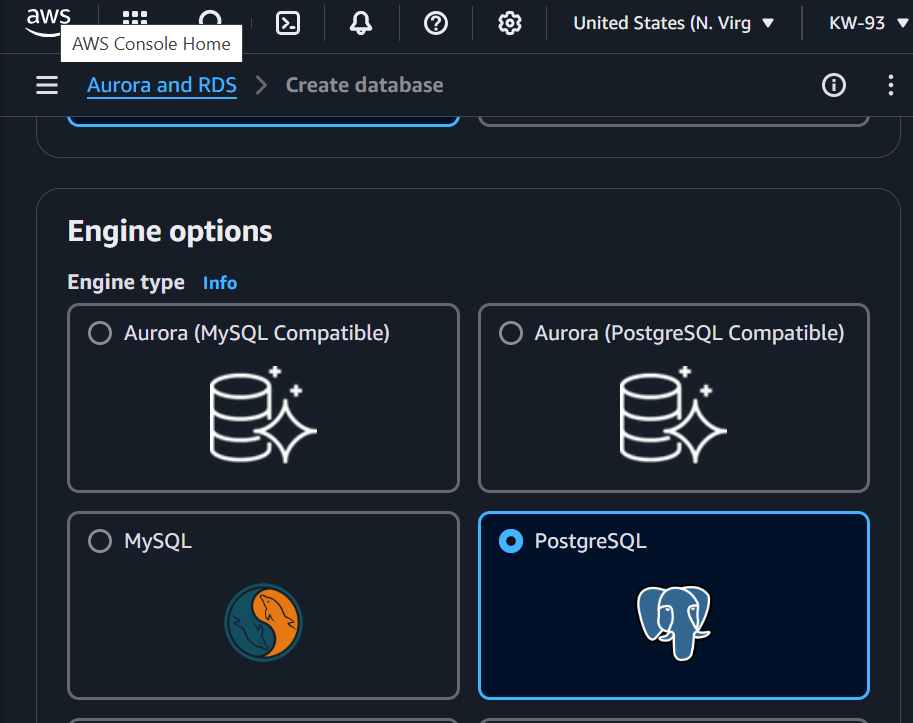 aws
United States (N. Virg
KW-93
AWS Console Home
Aurora and RDS
Create database
Engine options
Engine type Info
Aurora (MySQL Compatible)
Aurora (PostgreSQL Compatible)
MySQL
PostgreSQL